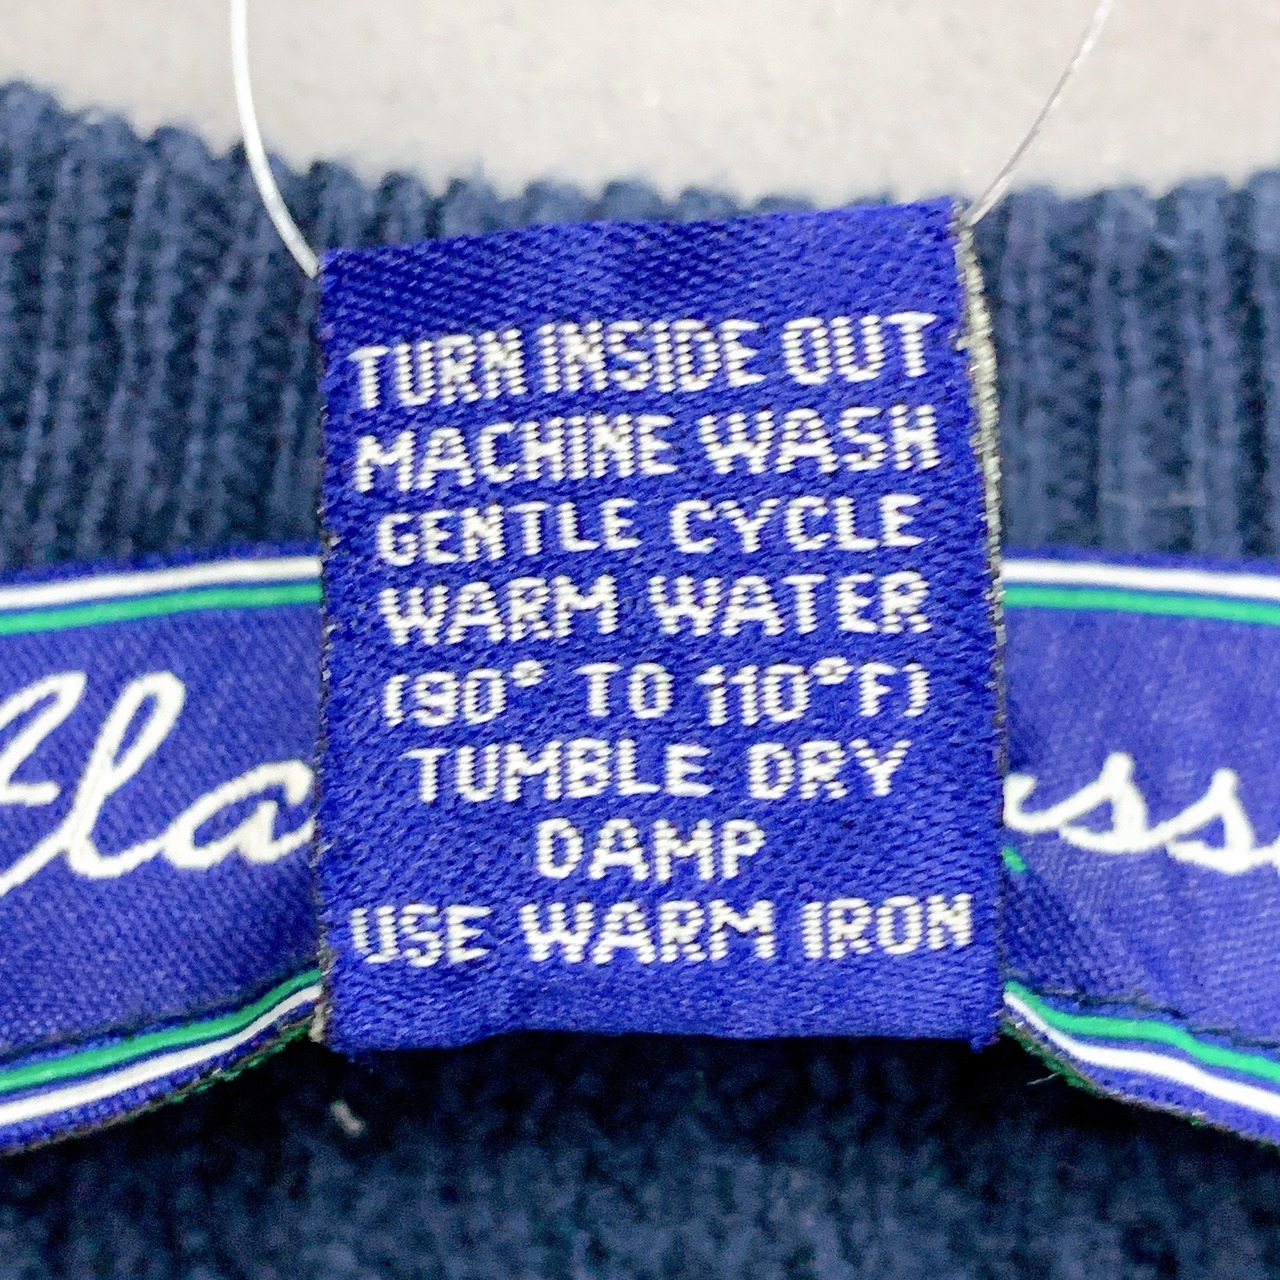 TURN INSIDE OUT
MACHINE WASH
GENTLE CYCLE
WARM WATER
(90° TO 110°F)
TUMBLE DRY
DAMP
USE WARM IRON